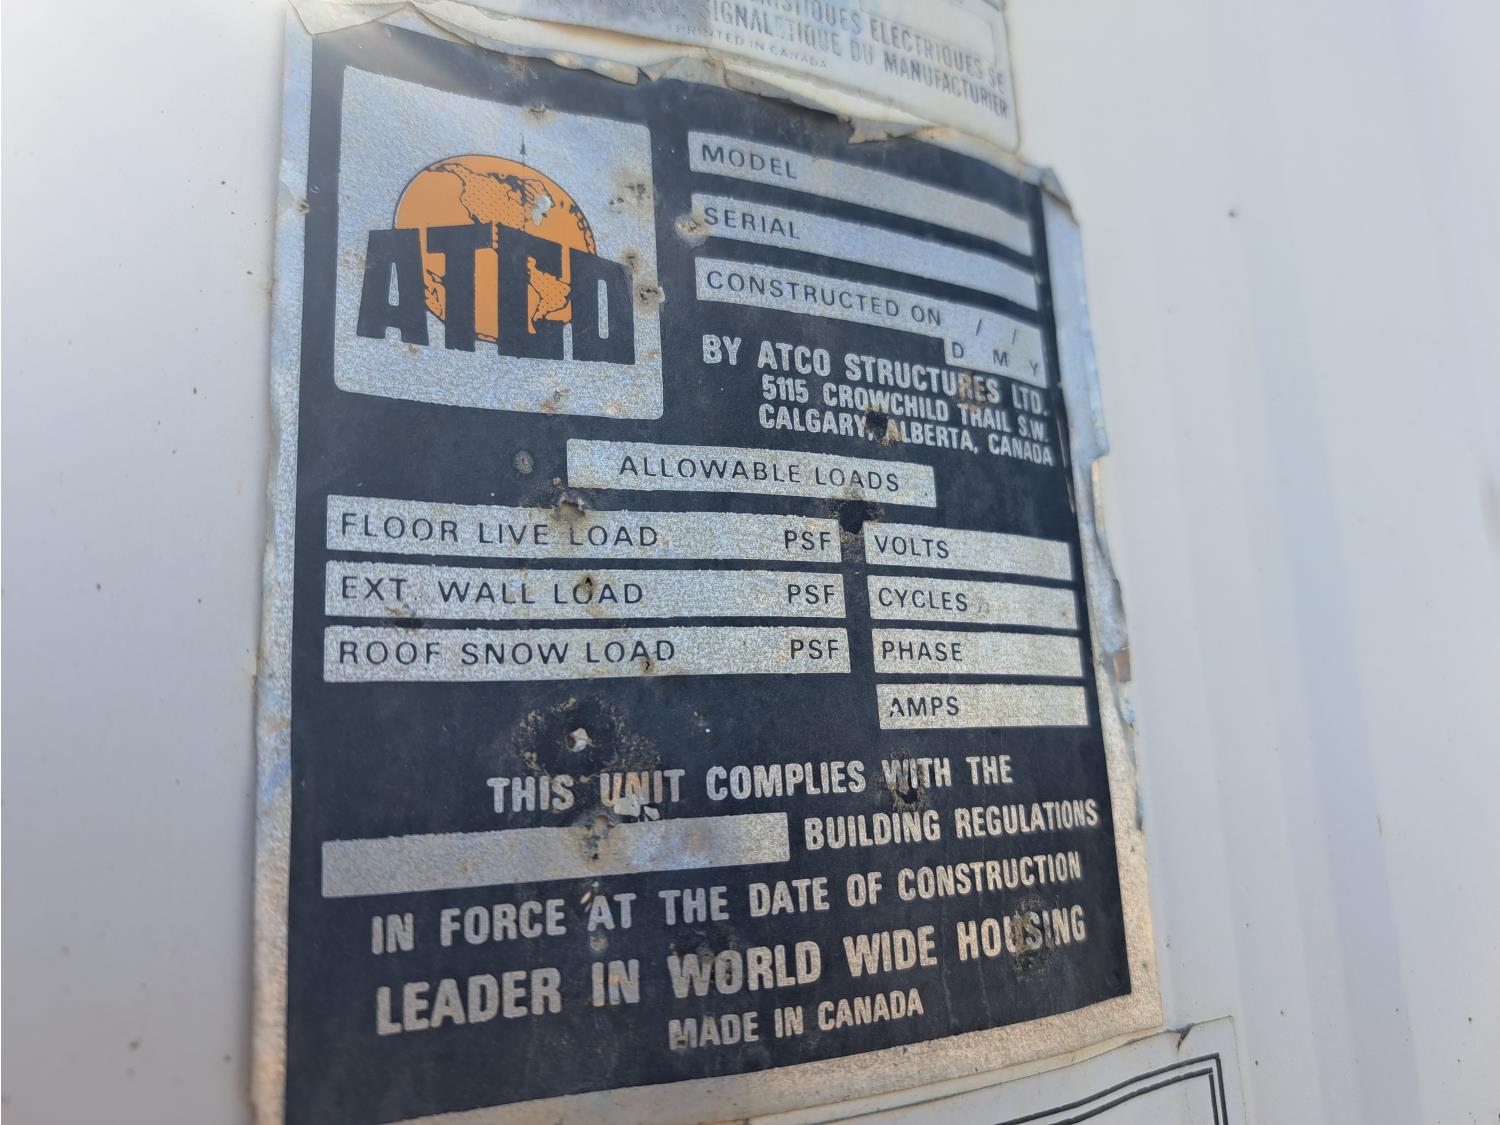 ELECTRIQUES SE
DU MANUFACTURIER
PRINTED IN CANADA
ATCO
MODEL
SERIAL
CONSTRUCTED ON / /
D M Y
BY ATCO STRUCTURES LTD.
5115 CROWCHILD TRAIL S.W.
CALGARY, ALBERTA, CANADA
ALLOWABLE LOADS
FLOOR LIVE LOAD PSF
EXT. WALL LOAD PSF
ROOF SNOW LOAD PSF
VOLTS
CYCLES
PHASE
AMPS
THIS UNIT COMPLIES WITH THE
BUILDING REGULATIONS
IN FORCE AT THE DATE OF CONSTRUCTION
LEADER IN WORLD WIDE HOUSING
MADE IN CANADA